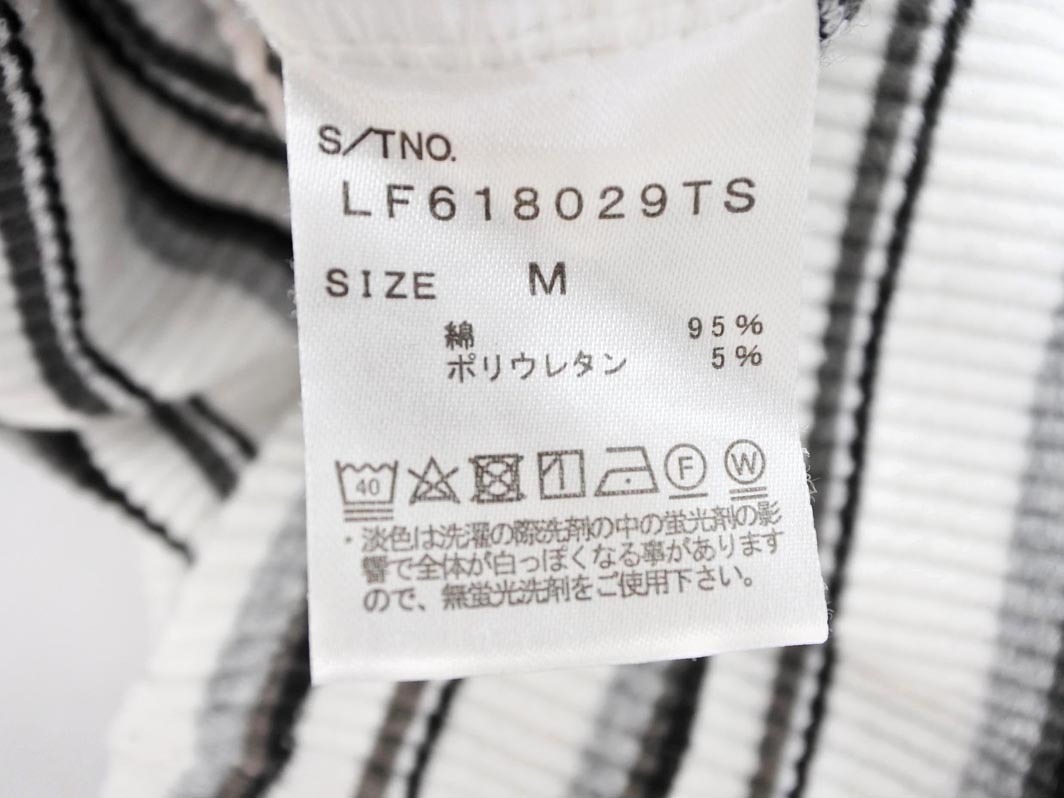 S/TNO.
LF618029TS
SIZE M
綿 95%
ポリウレタン 5%
40 F W
・淡色は洗濯の際洗剤の中の蛍光剤の影
響で全体が白っぽくなる事があります
ので、無蛍光洗剤をご使用下さい。